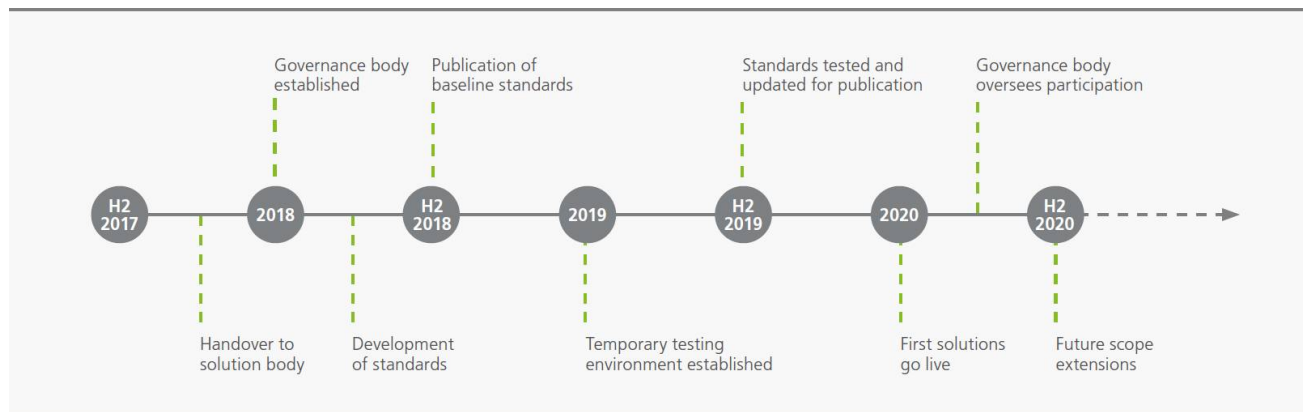 Governance body
established
Publication of
baseline standards
Standards tested and
updated for publication
Governance body
oversees participation
H2
2017
2018
H2
2018
2019
H2
2019
2020
H2
2020
Handover to
solution body
Development
of standards
Temporary testing
environment established
First solutions
go live
Future scope
extensions